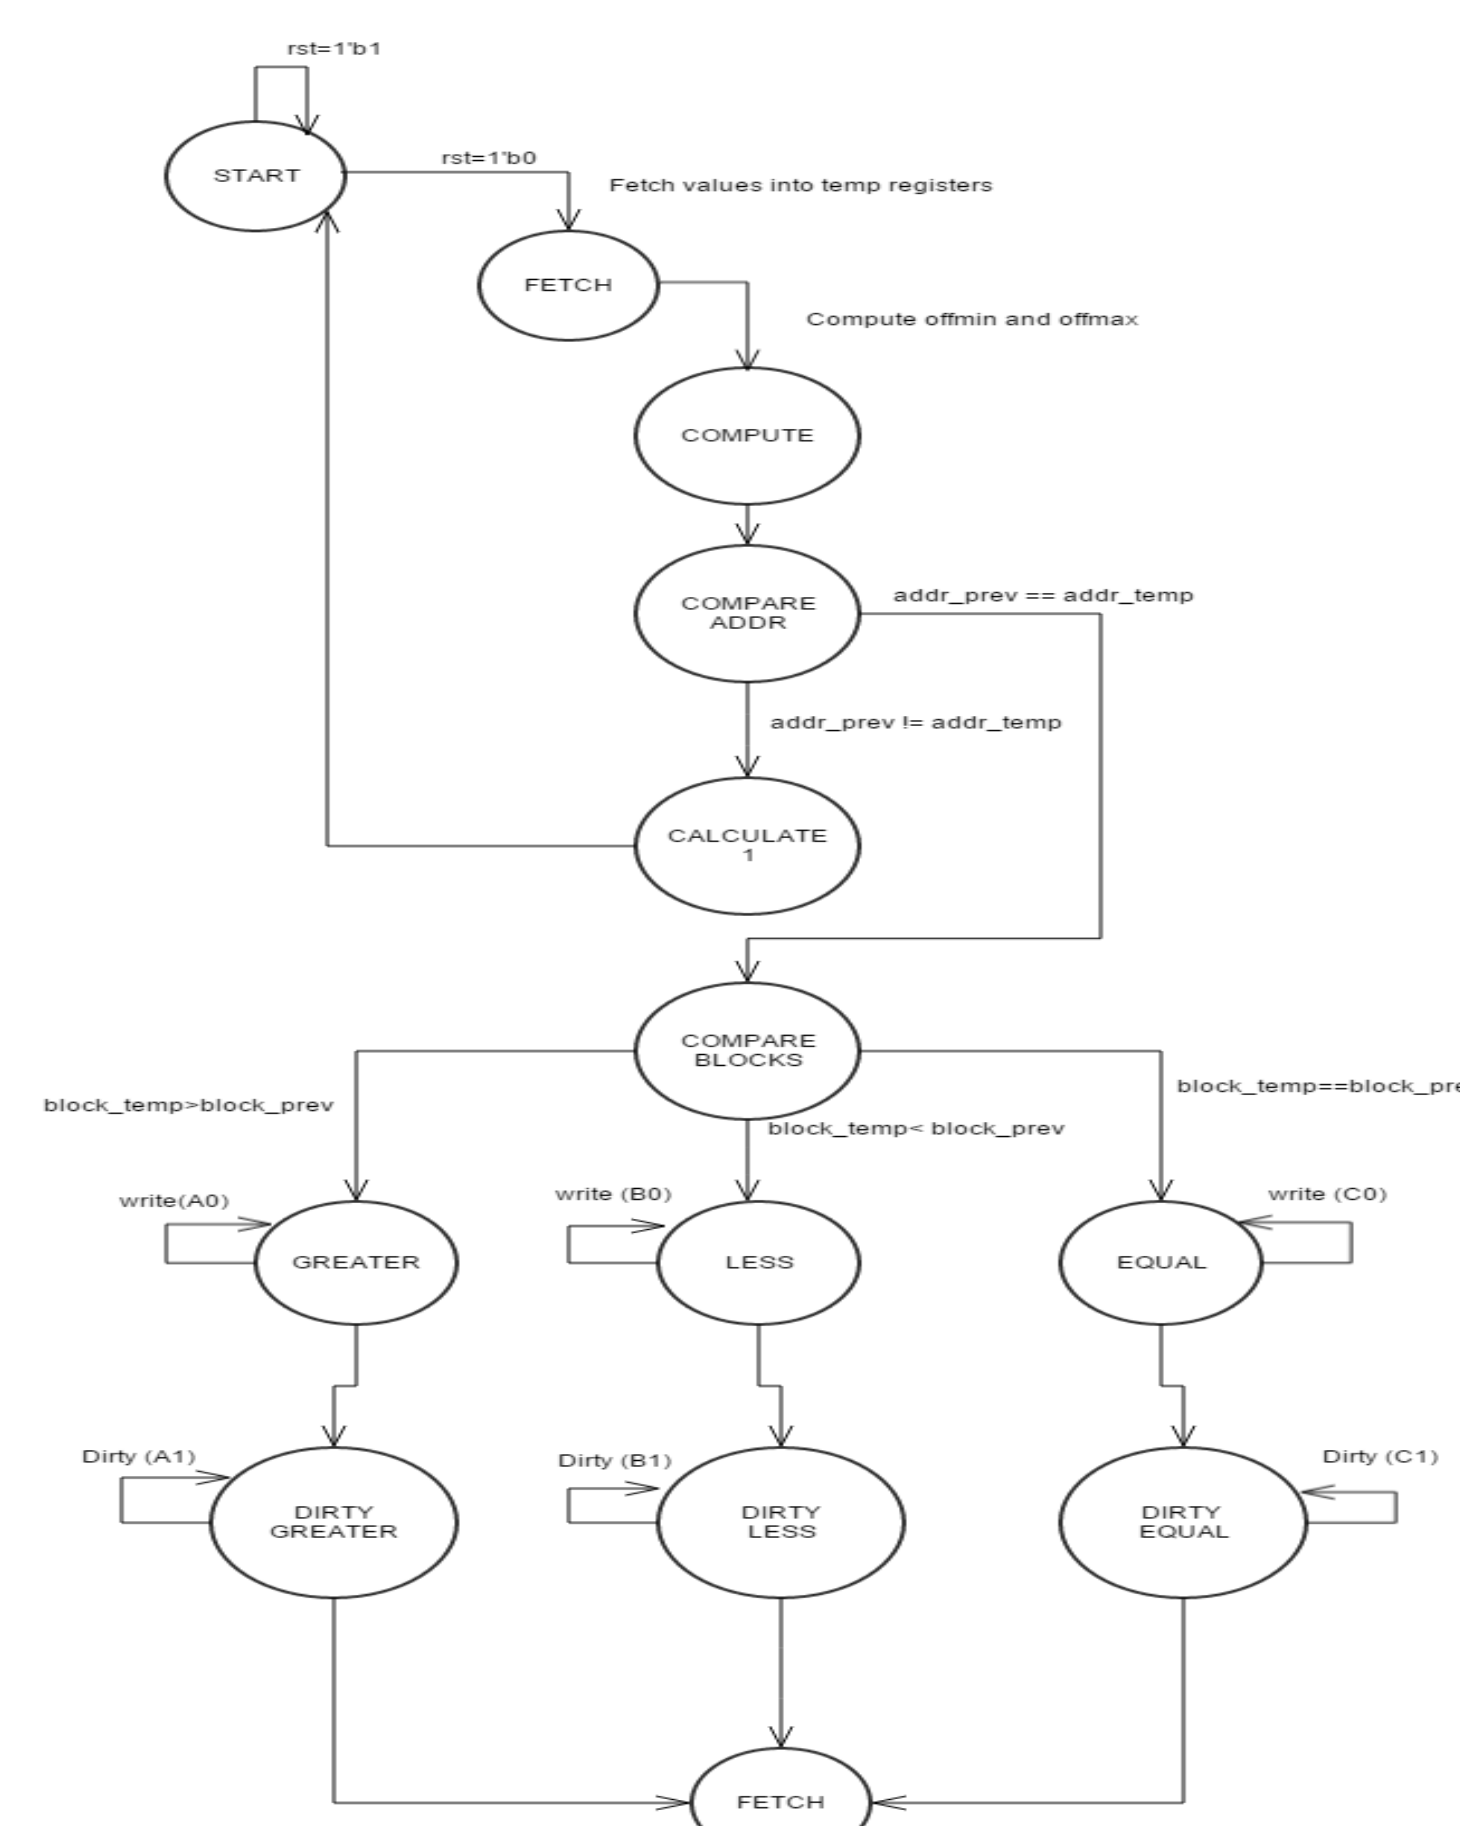 rst=1'b1
START
rst=1'b0
Fetch values into temp registers
FETCH
Compute offmin and offmax
COMPUTE
COMPARE
ADDR
addr_prev == addr_temp
addr_prev != addr_temp
CALCULATE
1
COMPARE
BLOCKS
block_temp>block_prev
block_temp< block_prev
block_temp==block_pre
write(A0)
write (B0)
write (C0)
GREATER
LESS
EQUAL
Dirty (A1)
Dirty (B1)
Dirty (C1)
DIRTY
GREATER
DIRTY
LESS
DIRTY
EQUAL
FETCH